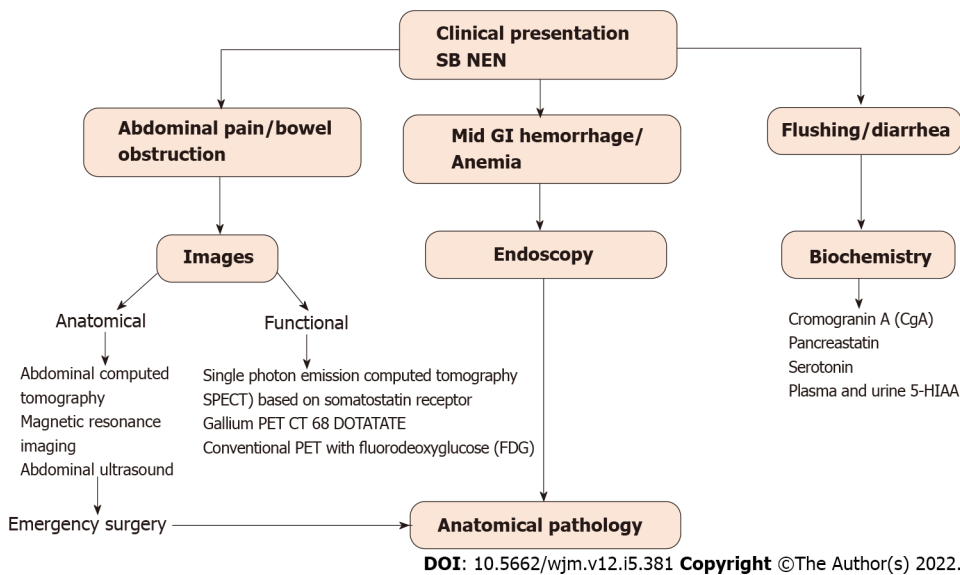 Clinical presentation
SB NEN
Abdominal pain/bowel
obstruction
Mid GI hemorrhage/
Anemia
Flushing/diarrhea
Images
Endoscopy
Biochemistry
Anatomical
Functional
Cromogranin A (CgA)
Pancreastatin
Serotonin
Plasma and urine 5-HIAA
Abdominal computed
tomography
Magnetic resonance
imaging
Abdominal ultrasound
Single photon emission computed tomography
SPECT) based on somatostatin receptor
Gallium PET CT 68 DOTATATE
Conventional PET with fluorodeoxyglucose (FDG)
Emergency surgery
Anatomical pathology
DOI: 10.5662/wjm.v12.i5.381 Copyright ©The Author(s) 2022.